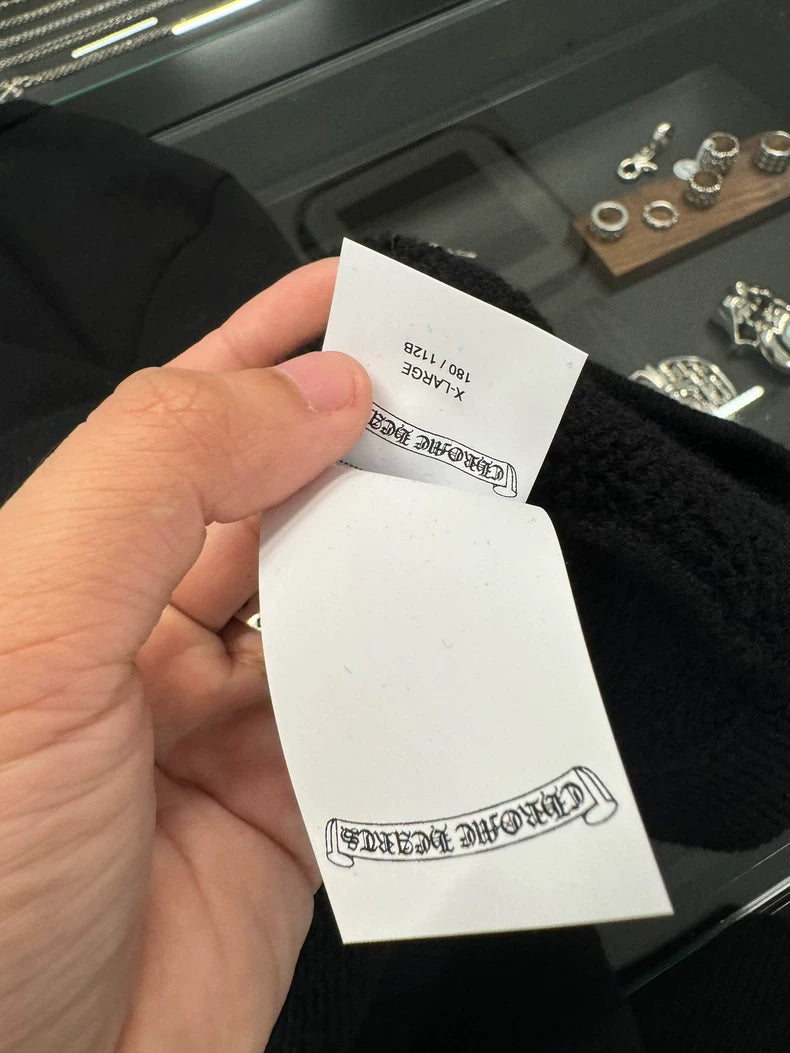 CHROME HEARTS
X-LARGE
180 / 112B
CHROME HEARTS